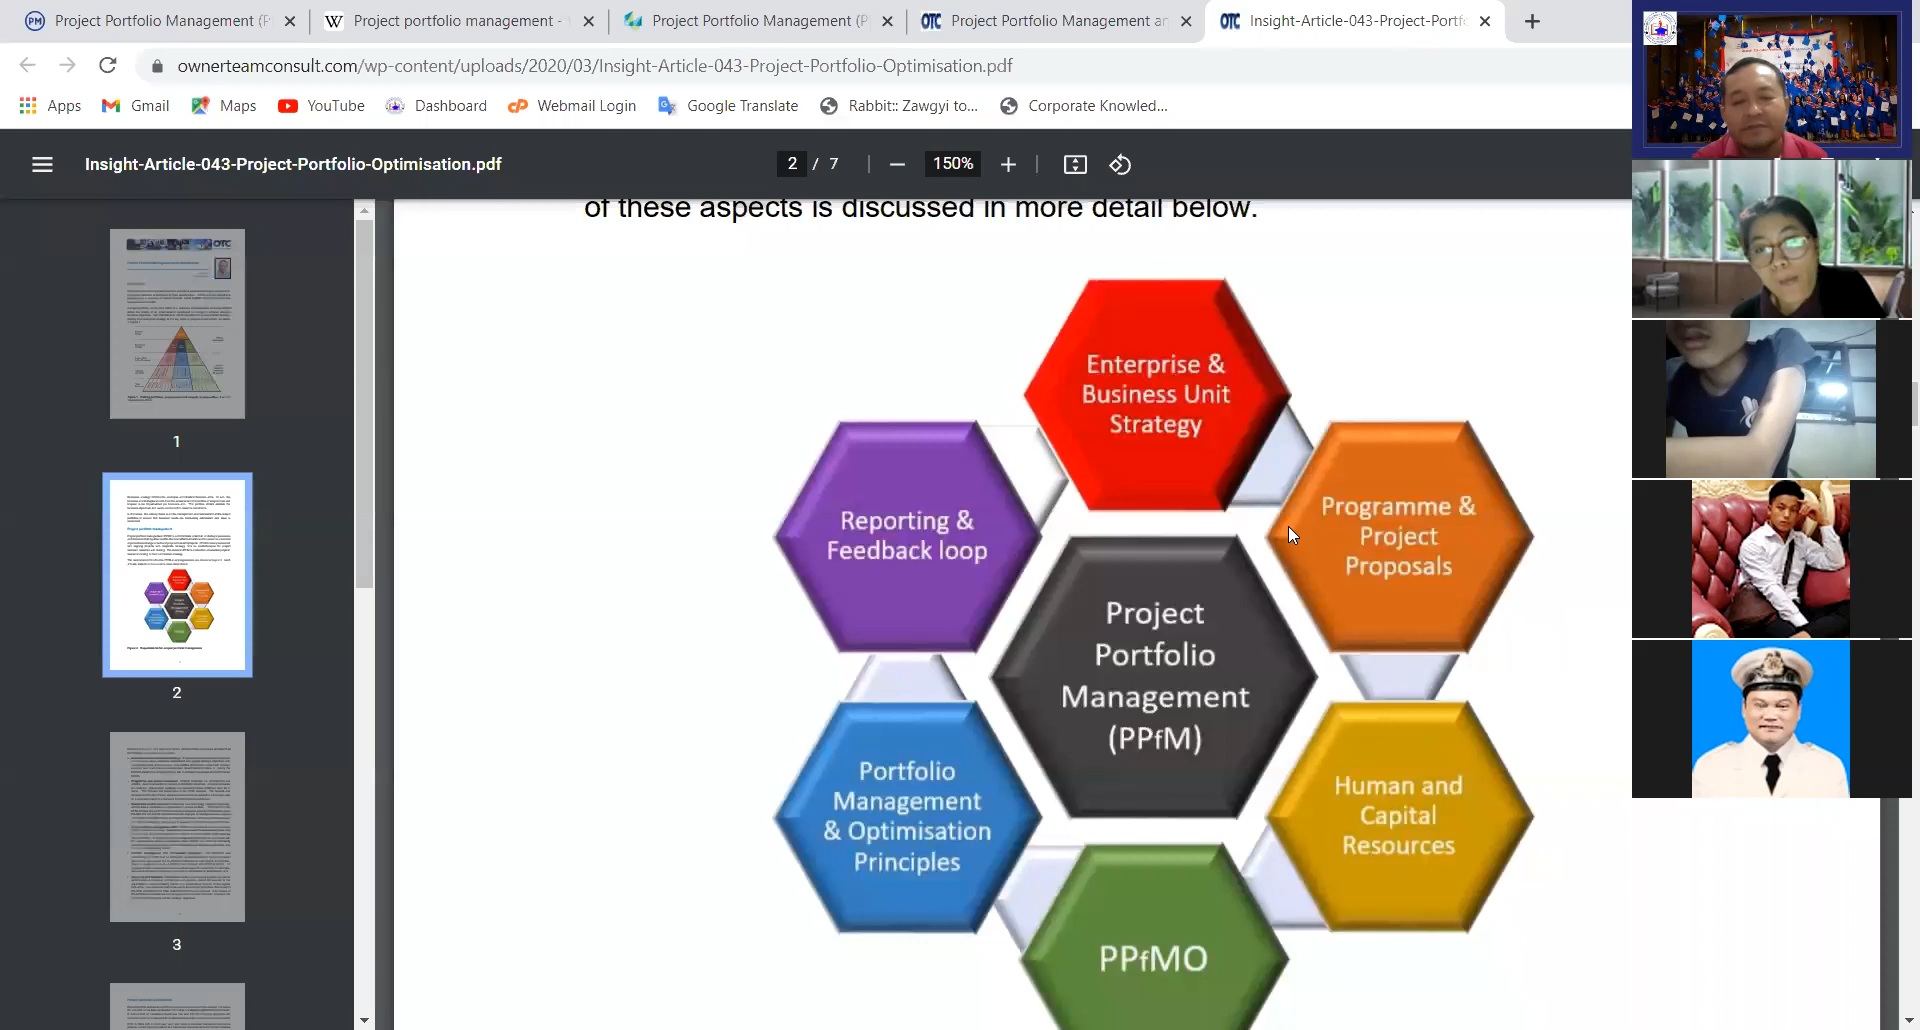 Project Portfolio Management (P
Project portfolio management -
Project Portfolio Management (P
Project Portfolio Management a
Insight-Article-043-Project-Portf
ownerteamconsult.com/wp-content/uploads/2020/03/Insight-Article-043-Project-Portfolio-Optimisation.pdf
Apps
Gmail
Maps
YouTube
Dashboard
Webmail Login
Google Translate
Rabbit:: Zawgyi to...
Corporate Knowled...
Insight-Article-043-Project-Portfolio-Optimisation.pdf
2 / 7
150%
1
2
3
of these aspects is discussed in more detail below.
Enterprise &
Business Unit
Strategy
Programme &
Project
Proposals
Reporting &
Feedback loop
Project
Portfolio
Management
(PPfM)
Portfolio
Management
& Optimisation
Principles
Human and
Capital
Resources
PPfMO